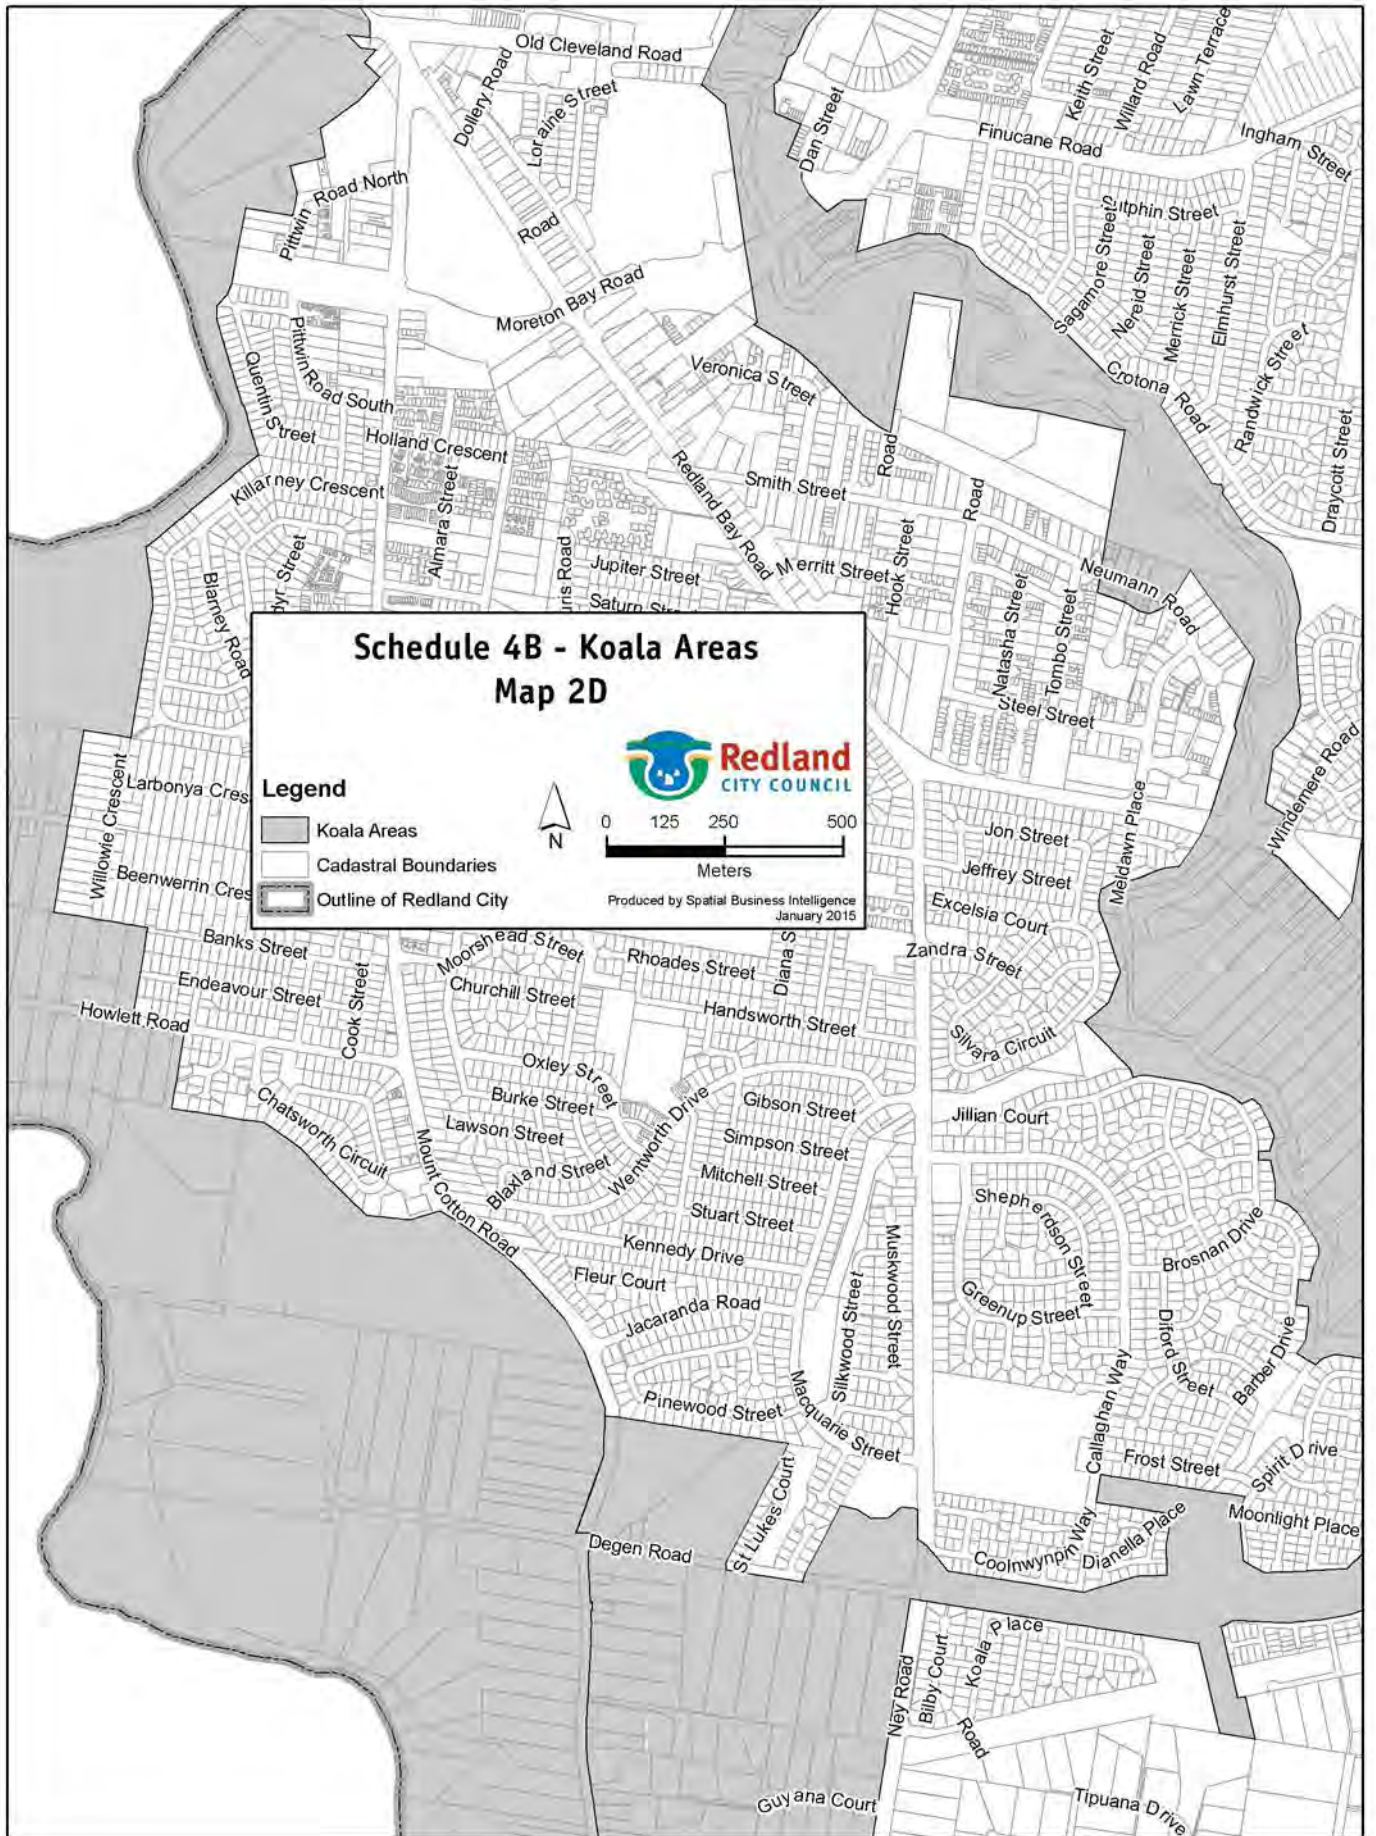 Old Cleveland Road
Dollery Road
Loraine Street
Keith Street
Willard Road
Lawn Terrace
Dan Street
Finucane Road
Ingham Street
Pittwin Road North
Road
Sagamore Street
Nereid Street
Merrick Street
Elmhurst Street
Moreton Bay Road
Pittwin Road South
Quentin Street
Veronica Street
Crotona Road
Randwick Street
Draycott Street
Holland Crescent
Killarney Crescent
Almara Street
Redland Bay Road
Smith Street
Road
Road
Jupiter Street
Merritt Street
Hook Street
Neumann Road
Blarney Road
dyr Street
uris Road
Saturn Stre
Natasha Street
Tombo Street
Steel Street
Schedule 4B - Koala Areas
Map 2D
Redland
CITY COUNCIL
Legend
Koala Areas
Cadastral Boundaries
Outline of Redland City
N
0 125 250 500
Meters
Produced by Spatial Business Intelligence
January 2015
Windemere Road
Willowie Crescent
Larbonya Cres
Beenwerrin Cres
Jon Street
Jeffrey Street
Meldawn Place
Excelsia Court
Zandra Street
Banks Street
Moorshead Street
Rhoades Street
Diana S
Endeavour Street
Cook Street
Churchill Street
Handsworth Street
Howlett Road
Silvara Circuit
Oxley Street
Chatsworth Circuit
Burke Street
Wentworth Drive
Gibson Street
Jillian Court
Lawson Street
Simpson Street
Mount Cotton Road
Blaxland Street
Mitchell Street
Stuart Street
Shepherdson Street
Kennedy Drive
Muskwood Street
Brosnan Drive
Fleur Court
Jacaranda Road
Silkwood Street
Greenup Street
Diford Street
Barber Drive
Pinewood Street
Macquarie Street
Callaghan Way
Frost Street
Spirit Drive
Moonlight Place
Degen Road
St Lukes Court
Coolnwynpin Way
Dianella Place
Ney Road
Bilby Court
Koala Place
Road
Guyana Court
Tipuana Drive